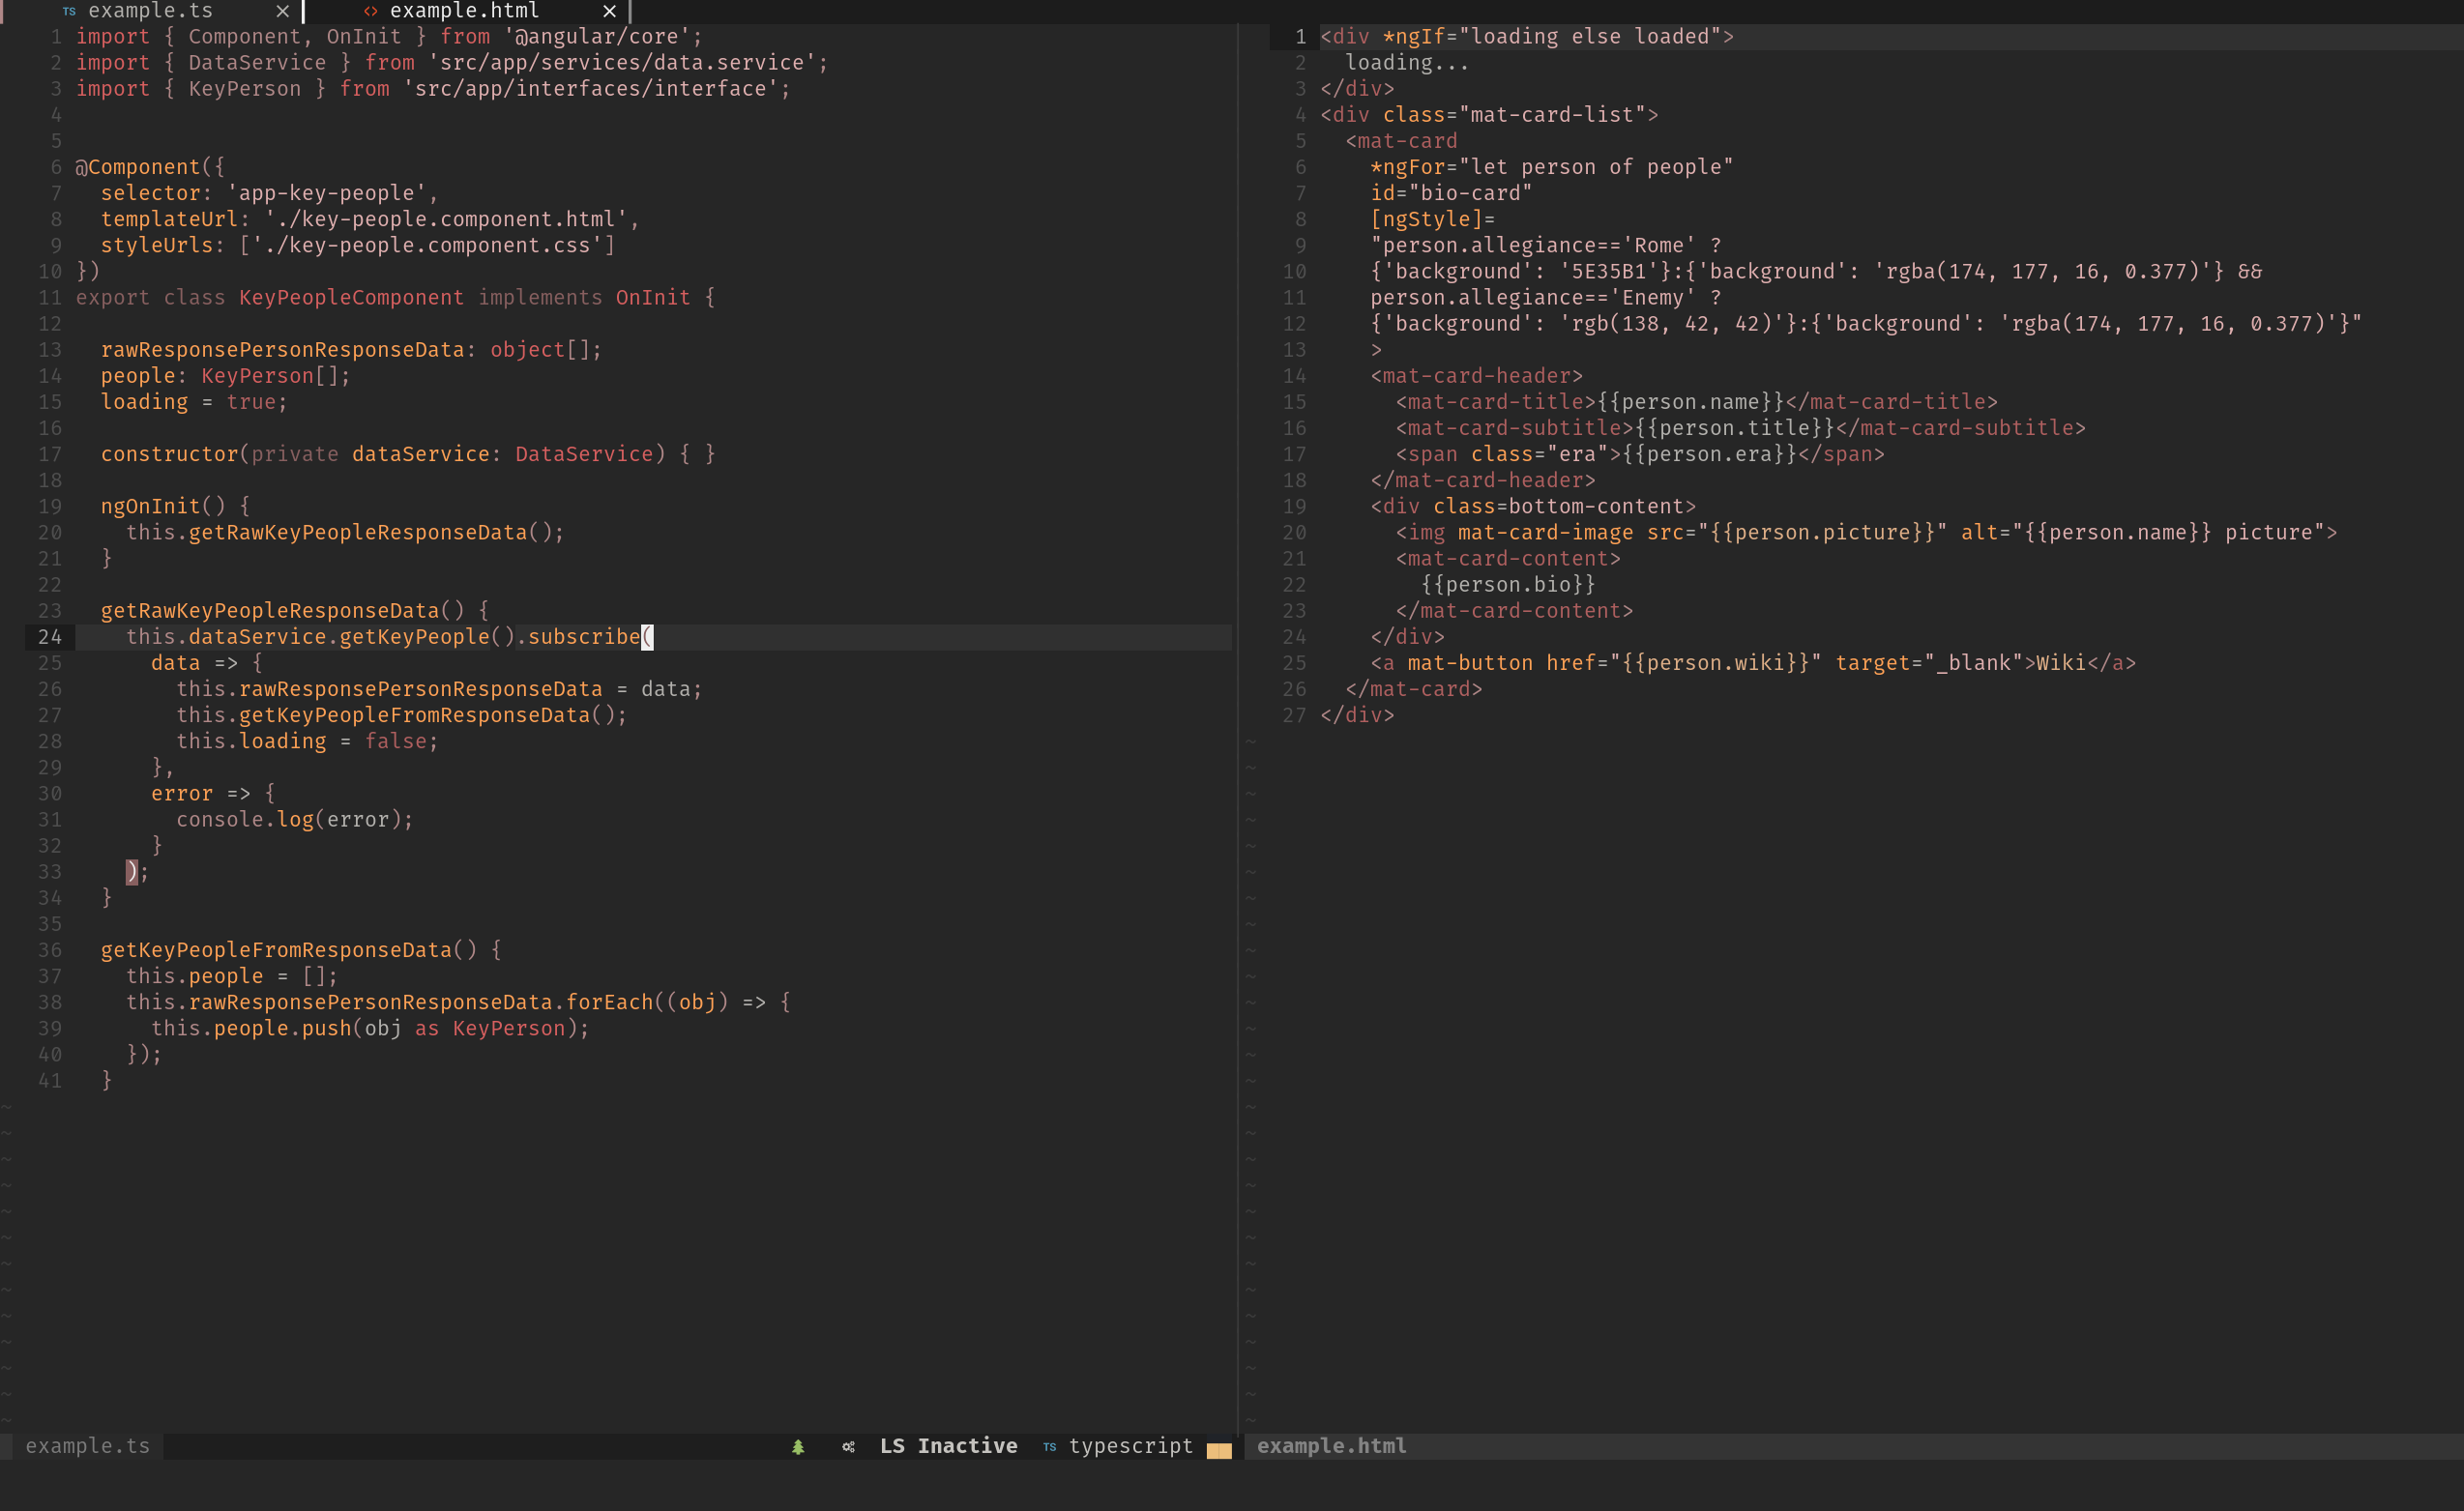 TS example.ts × <> example.html ×
1 import { Component, OnInit } from '@angular/core';
2 import { DataService } from 'src/app/services/data.service';
3 import { KeyPerson } from 'src/app/interfaces/interface';
4
5
6 @Component({
7   selector: 'app-key-people',
8   templateUrl: './key-people.component.html',
9   styleUrls: ['./key-people.component.css']
10 })
11 export class KeyPeopleComponent implements OnInit {
12
13   rawResponsePersonResponseData: object[];
14   people: KeyPerson[];
15   loading = true;
16
17   constructor(private dataService: DataService) { }
18
19   ngOnInit() {
20     this.getRawKeyPeopleResponseData();
21   }
22
23   getRawKeyPeopleResponseData() {
24     this.dataService.getKeyPeople().subscribe(
25       data => {
26         this.rawResponsePersonResponseData = data;
27         this.getKeyPeopleFromResponseData();
28         this.loading = false;
29       },
30       error => {
31         console.log(error);
32       }
33     );
34   }
35
36   getKeyPeopleFromResponseData() {
37     this.people = [];
38     this.rawResponsePersonResponseData.forEach((obj) => {
39       this.people.push(obj as KeyPerson);
40     });
41   }
example.ts LS Inactive TS typescript
1 <div *ngIf="loading else loaded">
2   loading...
3 </div>
4 <div class="mat-card-list">
5   <mat-card
6     *ngFor="let person of people"
7     id="bio-card"
8     [ngStyle]=
9     "person.allegiance=='Rome' ?
10     {'background': '5E35B1'}:{'background': 'rgba(174, 177, 16, 0.377)'} &&
11     person.allegiance=='Enemy' ?
12     {'background': 'rgb(138, 42, 42)'}:{'background': 'rgba(174, 177, 16, 0.377)'}"
13     >
14     <mat-card-header>
15       <mat-card-title>{{person.name}}</mat-card-title>
16       <mat-card-subtitle>{{person.title}}</mat-card-subtitle>
17       <span class="era">{{person.era}}</span>
18     </mat-card-header>
19     <div class=bottom-content>
20       <img mat-card-image src="{{person.picture}}" alt="{{person.name}} picture">
21       <mat-card-content>
22         {{person.bio}}
23       </mat-card-content>
24     </div>
25     <a mat-button href="{{person.wiki}}" target="_blank">Wiki</a>
26   </mat-card>
27 </div>
example.html